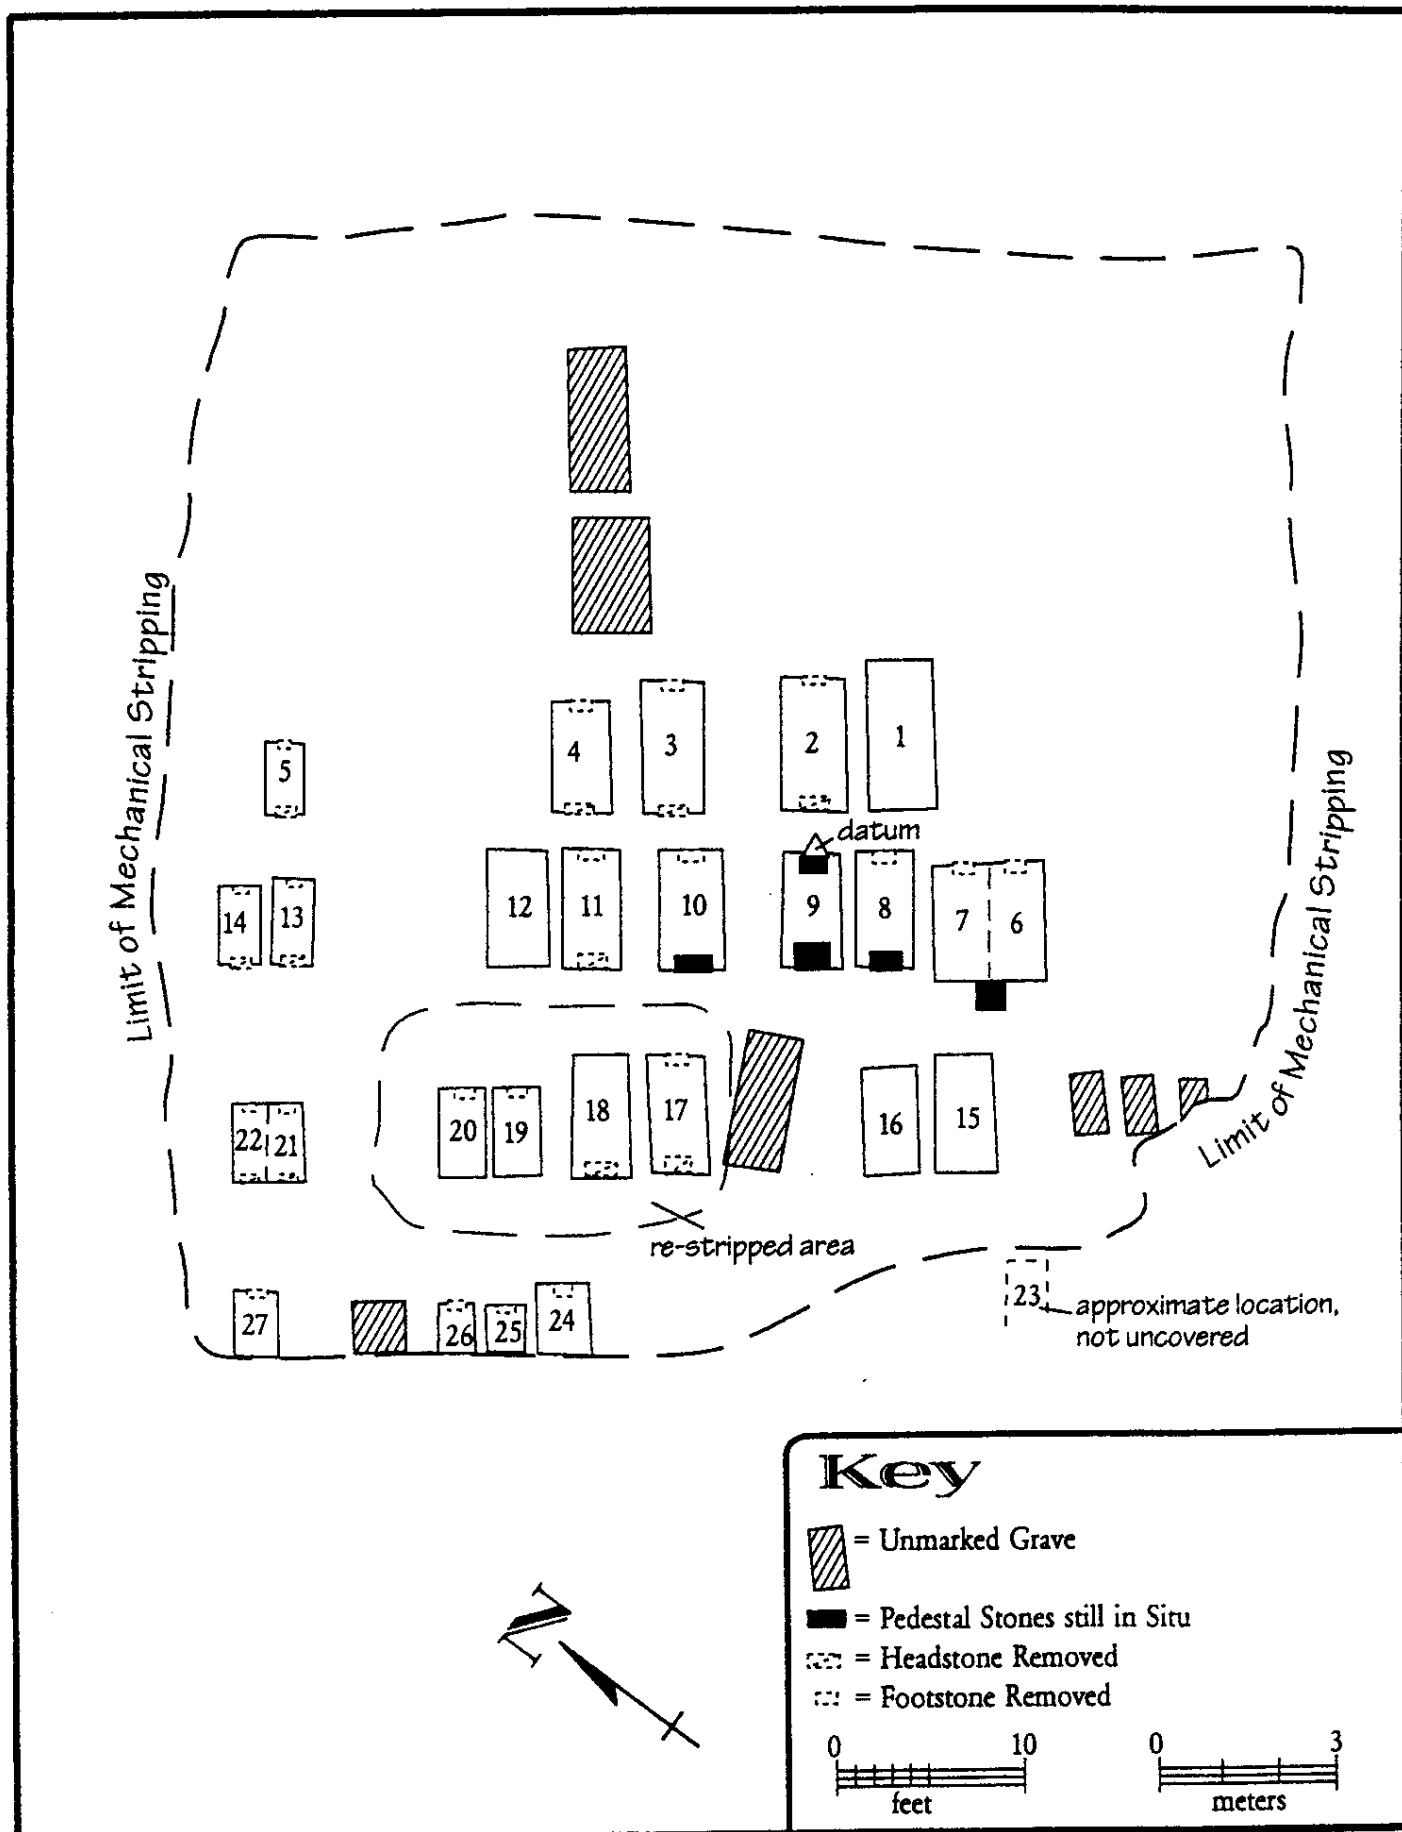 Limit of Mechanical Stripping
4
3
2
1
5
datum
Limit of Mechanical Stripping
14
13
12
11
10
9
8
7
6
22
21
20
19
18
17
16
15
re-stripped area
27
26
25
24
23
approximate location,
not uncovered
Key
= Unmarked Grave
= Pedestal Stones still in Situ
= Headstone Removed
= Footstone Removed
N
0 10
feet
0 3
meters